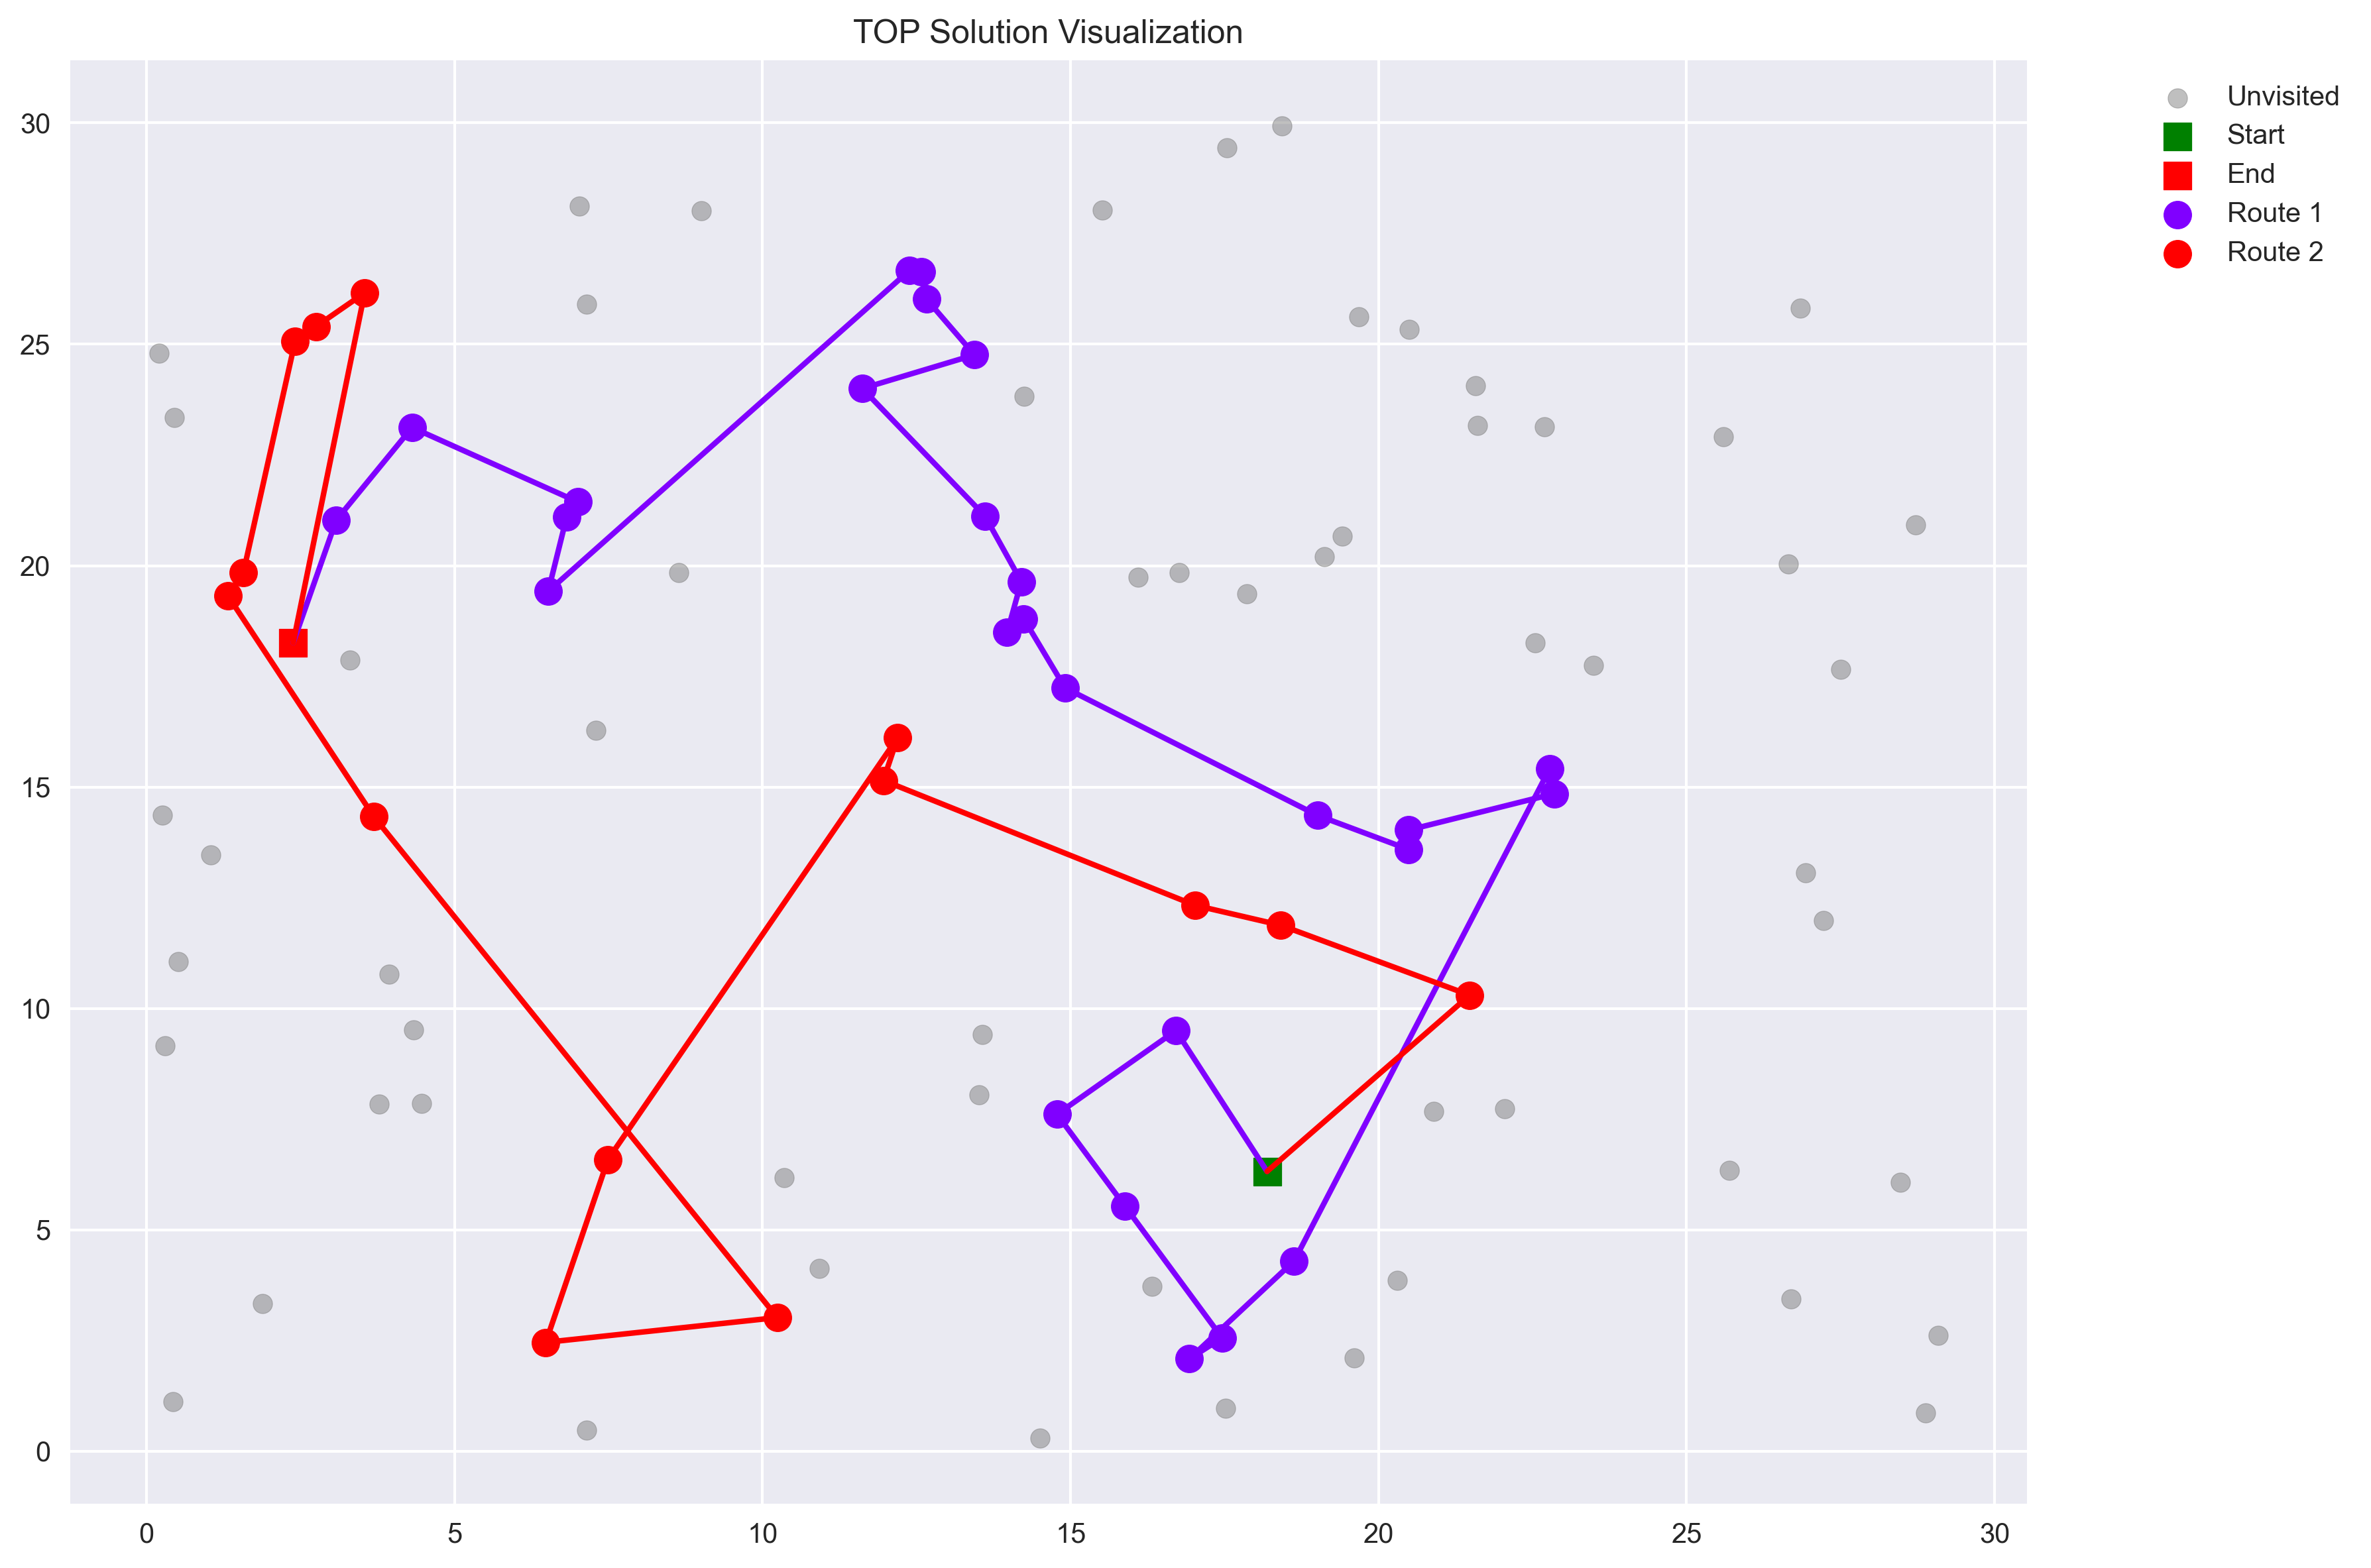 TOP Solution Visualization
Unvisited
Start
End
Route 1
Route 2
30
25
20
15
10
5
0
0 5 10 15 20 25 30